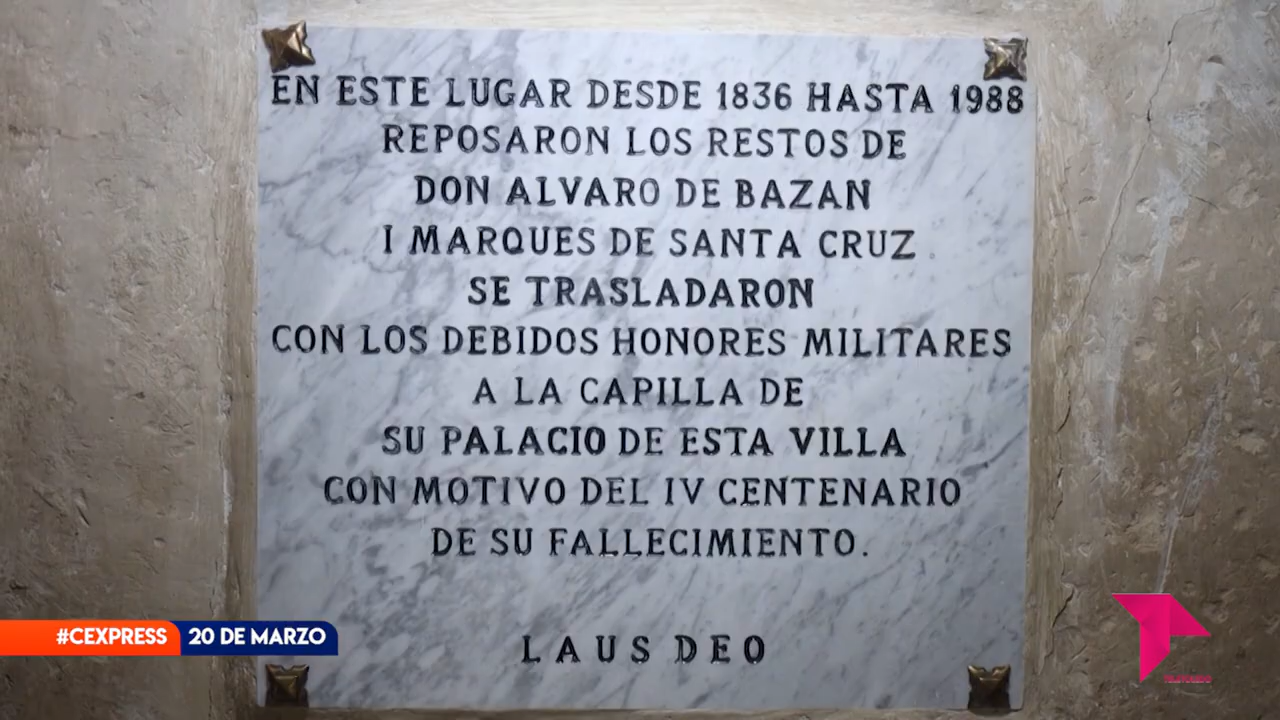 EN ESTE LUGAR DESDE 1836 HASTA 1988
REPOSARON LOS RESTOS DE
DON ALVARO DE BAZAN
I MARQUES DE SANTA CRUZ
SE TRASLADARON
CON LOS DEBIDOS HONORES MILITARES
A LA CAPILLA DE
SU PALACIO DE ESTA VILLA
CON MOTIVO DEL IV CENTENARIO
DE SU FALLECIMIENTO.
LAUS DEO
#CEXPRESS 20 DE MARZO